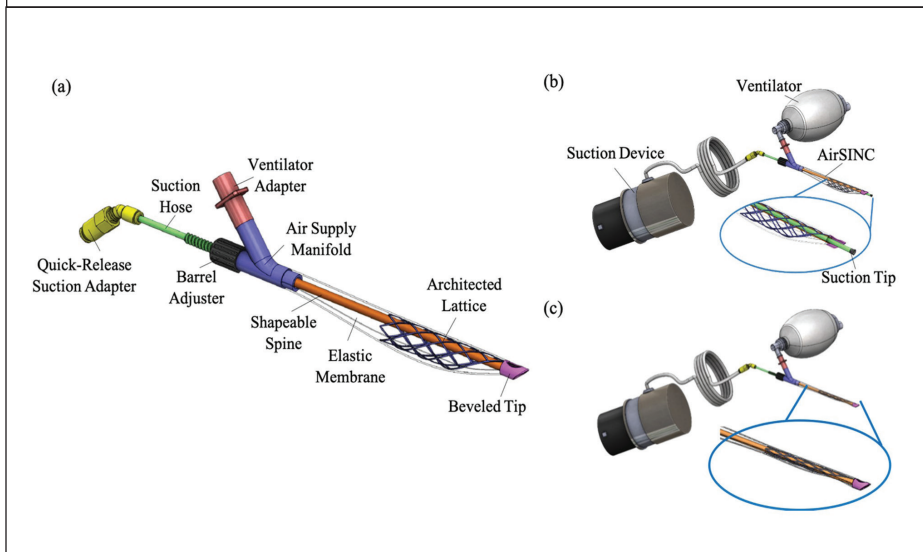 (a)
Ventilator
Adapter
Suction
Hose
Air Supply
Manifold
Quick-Release
Suction Adapter
Barrel
Adjuster
Shapeable
Spine
Architected
Lattice
Elastic
Membrane
Beveled Tip
(b)
Ventilator
Suction Device
AirSINC
Suction Tip
(c)